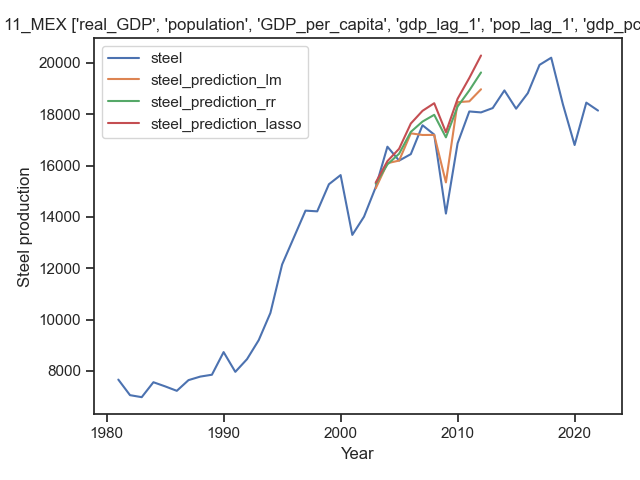 11_MEX ['real_GDP', 'population', 'GDP_per_capita', 'gdp_lag_1', 'pop_lag_1', 'gdp_pc
steel
steel_prediction_lm
steel_prediction_rr
steel_prediction_lasso
20000
18000
16000
14000
12000
10000
8000
Steel production
1980
1990
2000
2010
2020
Year